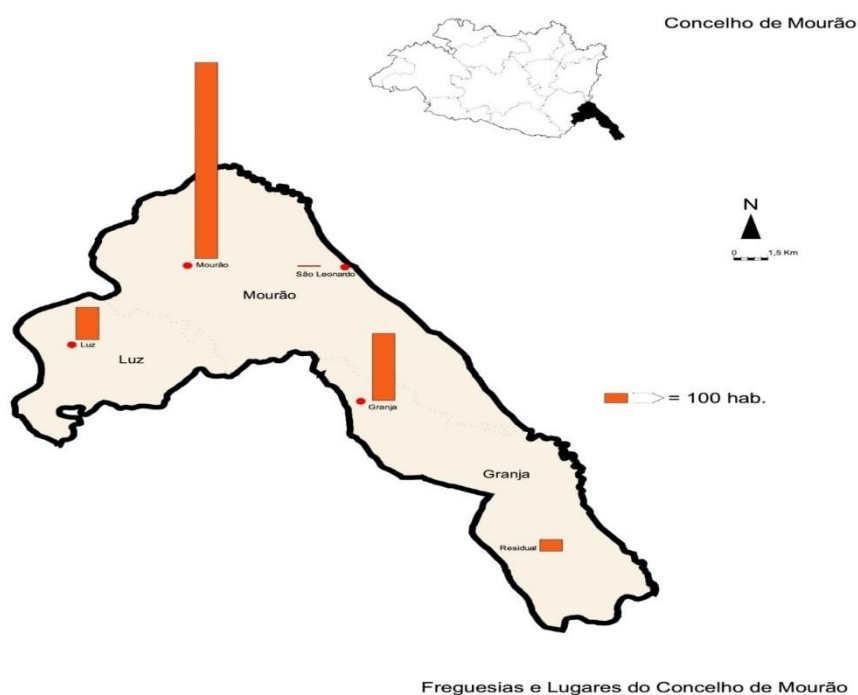 Concelho de Mourão
N
0 1,5 Km
Mourão
São Leonardo
Mourão
Luz
Luz
Granja
= 100 hab.
Granja
Residual
Freguesias e Lugares do Concelho de Mourão